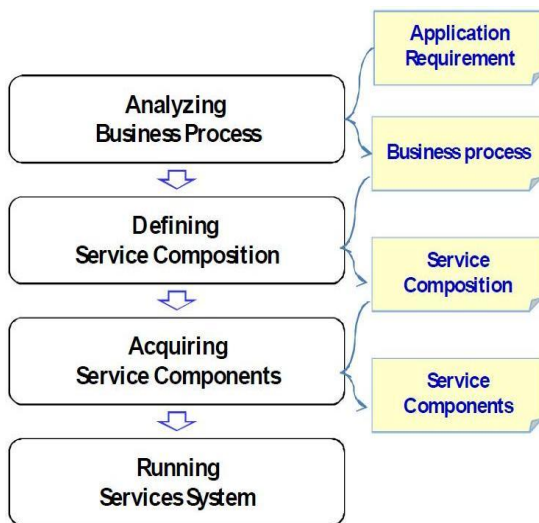 Application
Requirement
Analyzing
Business Process
Business process
Defining
Service Composition
Service
Composition
Acquiring
Service Components
Service
Components
Running
Services System